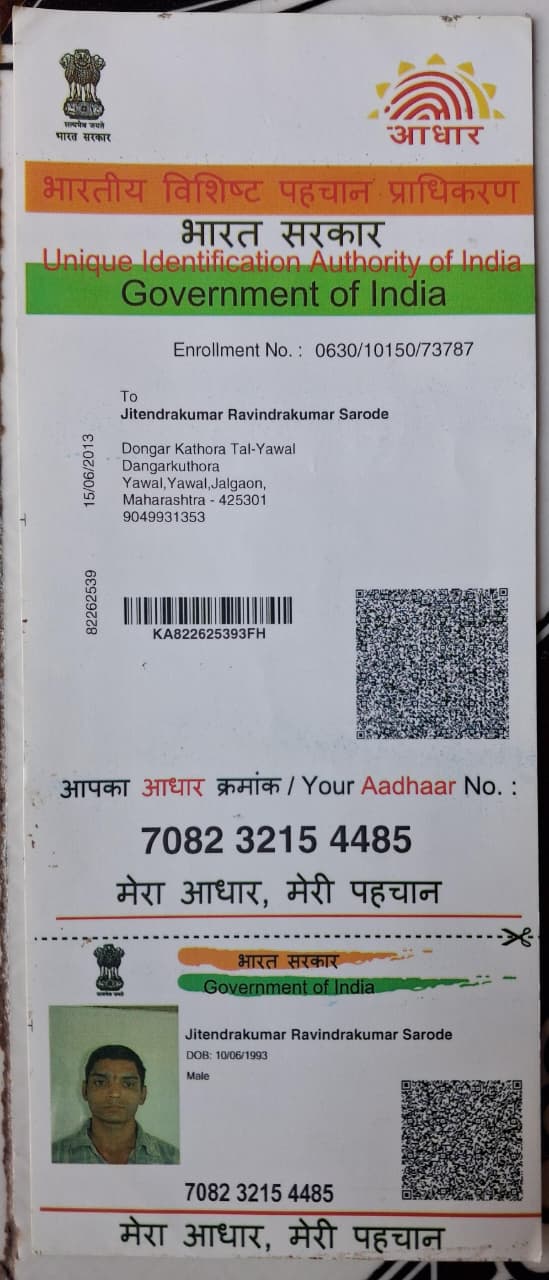 सत्यमेव जयते
भारत सरकार
आधार
भारतीय विशिष्ट पहचान प्राधिकरण
भारत सरकार
Unique Identification Authority of India
Government of India
Enrollment No. : 0630/10150/73787
To
Jitendrakumar Ravindrakumar Sarode
Dongar Kathora Tal-Yawal
Dangarkuthora
Yawal,Yawal,Jalgaon,
Maharashtra - 425301
9049931353
15/06/2013
82262539
KA822625393FH
आपका आधार क्रमांक / Your Aadhaar No. :
7082 3215 4485
मेरा आधार, मेरी पहचान
सत्यमेव जयते
भारत सरकार
Government of India
Jitendrakumar Ravindrakumar Sarode
DOB: 10/06/1993
Male
7082 3215 4485
मेरा आधार, मेरी पहचान